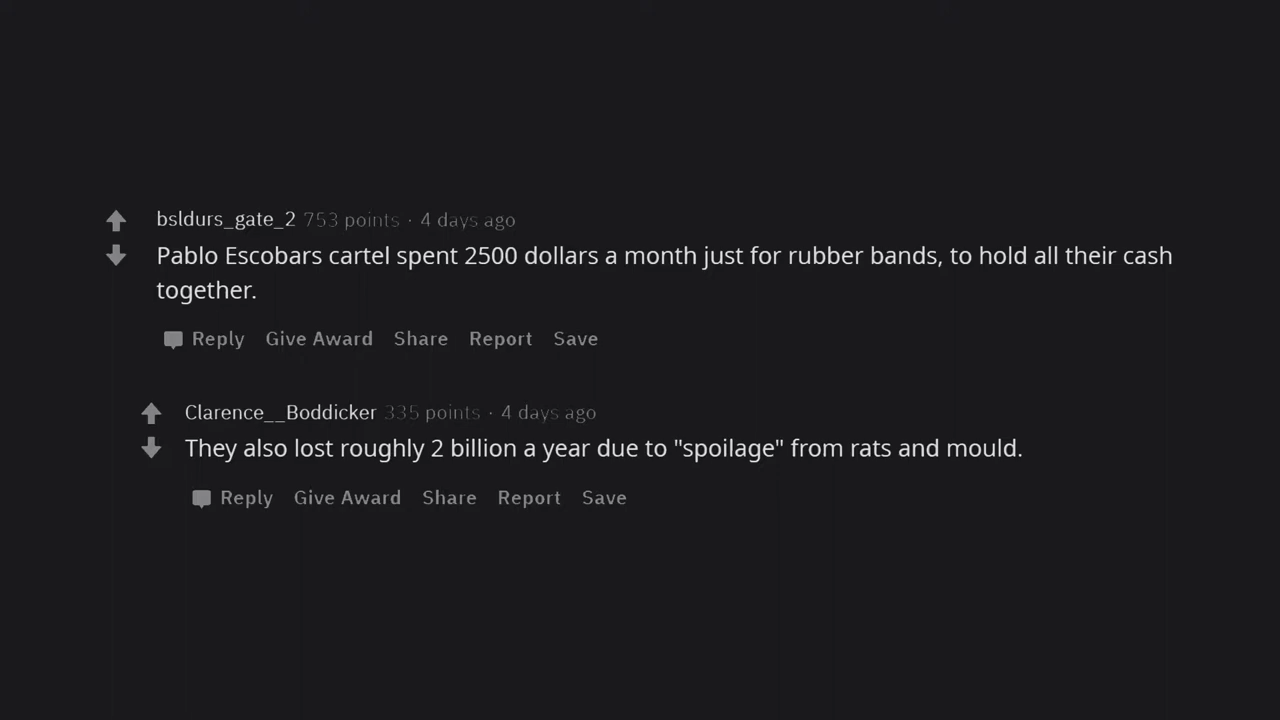 bsldurs_gate_2 753 points · 4 days ago
Pablo Escobars cartel spent 2500 dollars a month just for rubber bands, to hold all their cash
together.
Reply Give Award Share Report Save
Clarence__Boddicker 335 points · 4 days ago
They also lost roughly 2 billion a year due to "spoilage" from rats and mould.
Reply Give Award Share Report Save